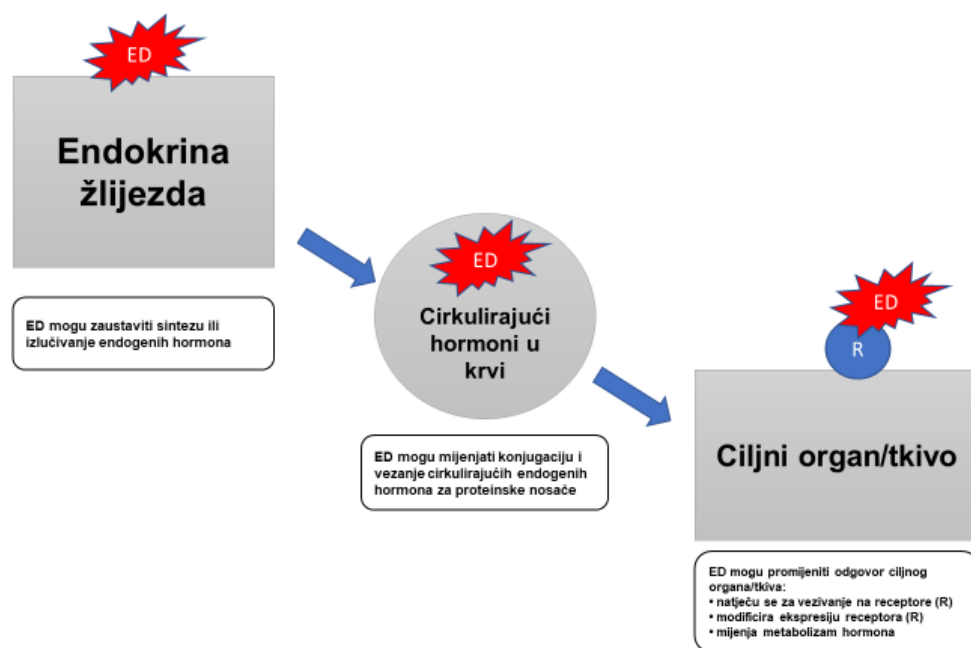 ED
Endokrina
žlijezda
ED mogu zaustaviti sintezu ili
izlučivanje endogenih hormona
ED
Cirkulirajući
hormoni u
krvi
ED mogu mijenjati konjugaciju i
vezanje cirkulirajućih endogenih
hormona za proteinske nosače
ED
R
Ciljni organ/tkivo
ED mogu promijeniti odgovor ciljnog
organa/tkiva:
• natječu se za vezivanje na receptore (R)
• modificira ekspresiju receptora (R)
• mijenja metabolizam hormona